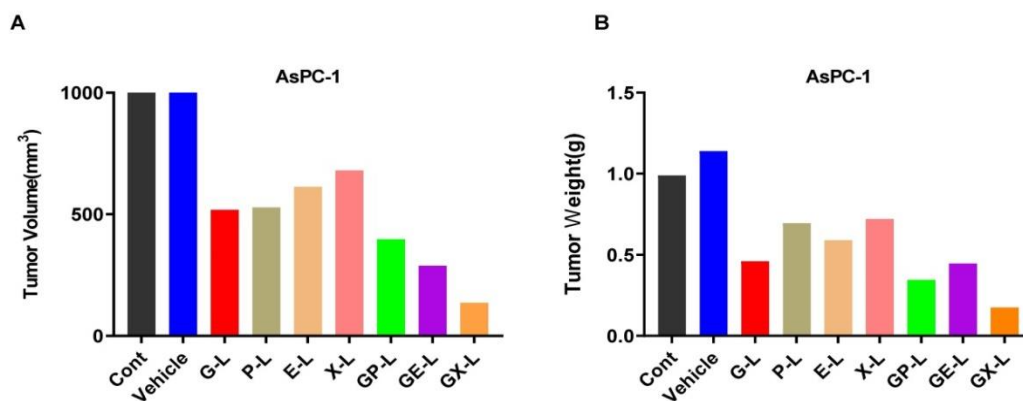 A
AsPC-1
Tumor Volume(mm³)
1000
500
0
Cont
Vehicle
G-L
P-L
E-L
X-L
GP-L
GE-L
GX-L
B
AsPC-1
Tumor Weight(g)
1.5
1.0
0.5
0.0
Cont
Vehicle
G-L
P-L
E-L
X-L
GP-L
GE-L
GX-L